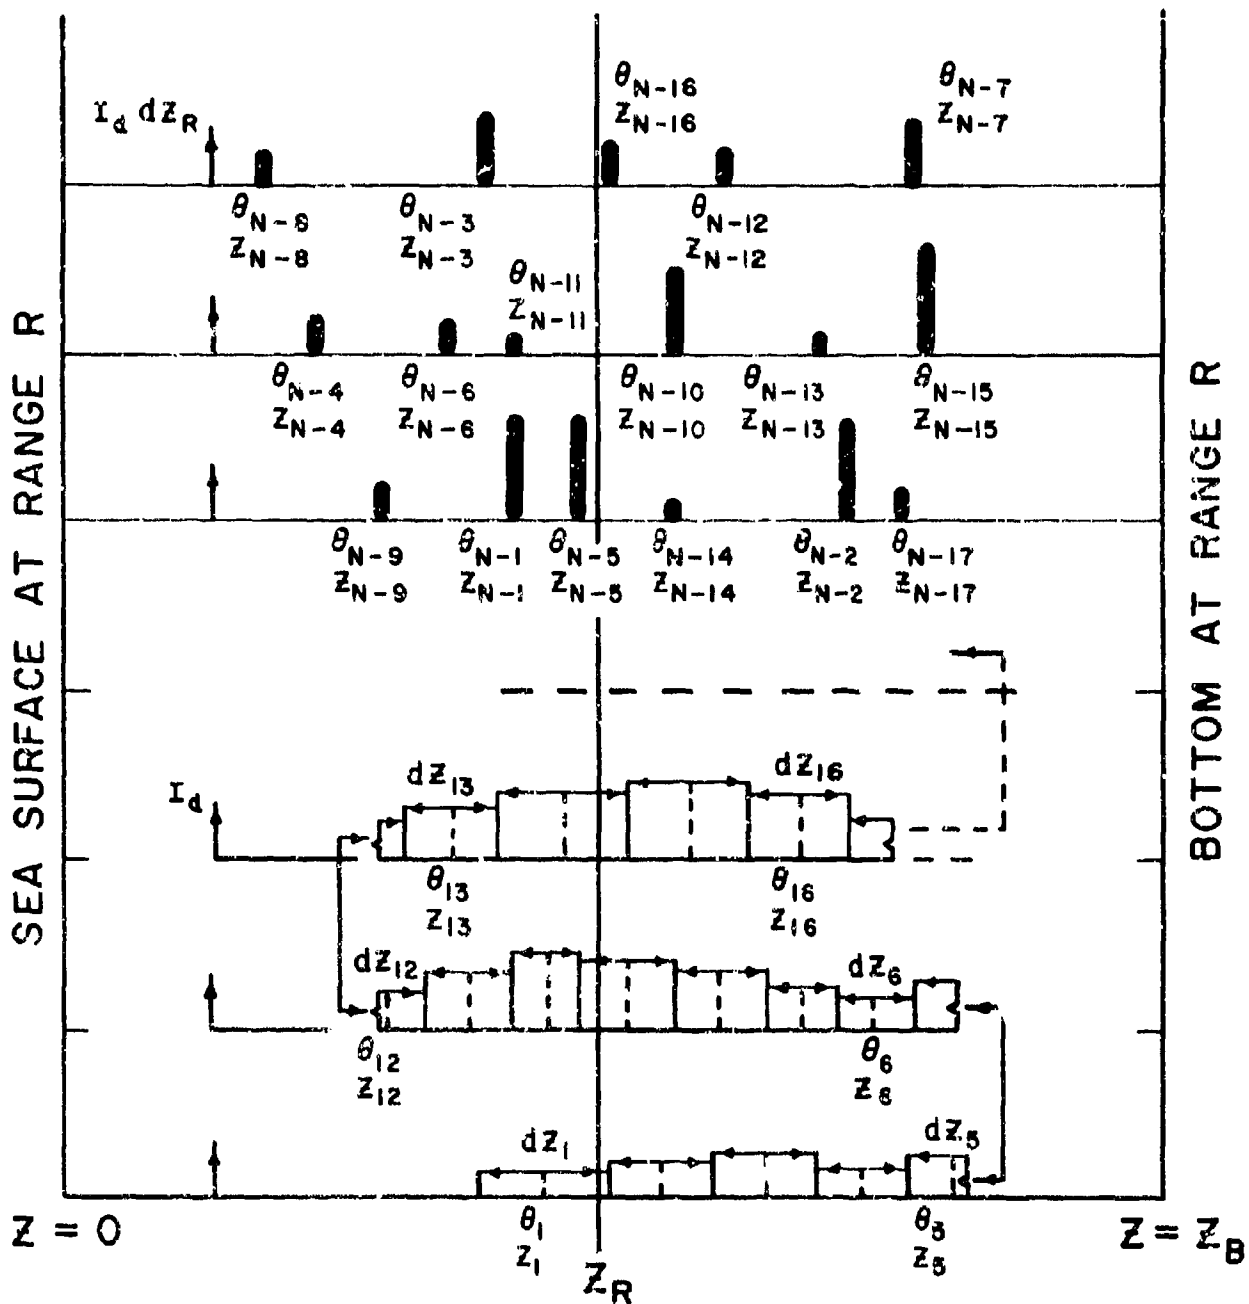 SEA SURFACE AT RANGE R
BOTTOM AT RANGE R
I_d dZ_R
θ_N-16
Z_N-16
θ_N-7
Z_N-7
θ_N-8
Z_N-8
θ_N-3
Z_N-3
θ_N-12
Z_N-12
θ_N-11
Z_N-11
θ_N-4
Z_N-4
θ_N-6
Z_N-6
θ_N-10
Z_N-10
θ_N-13
Z_N-13
θ_N-15
Z_N-15
θ_N-9
Z_N-9
θ_N-1
Z_N-1
θ_N-5
Z_N-5
θ_N-14
Z_N-14
θ_N-2
Z_N-2
θ_N-17
Z_N-17
I_d
dZ_13
dZ_16
θ_13
Z_13
θ_16
Z_16
dZ_12
dZ_6
θ_12
Z_12
θ_6
Z_6
dZ_1
dZ_5
θ_1
Z_1
θ_5
Z_5
Z = 0
Z_R
Z = Z_B